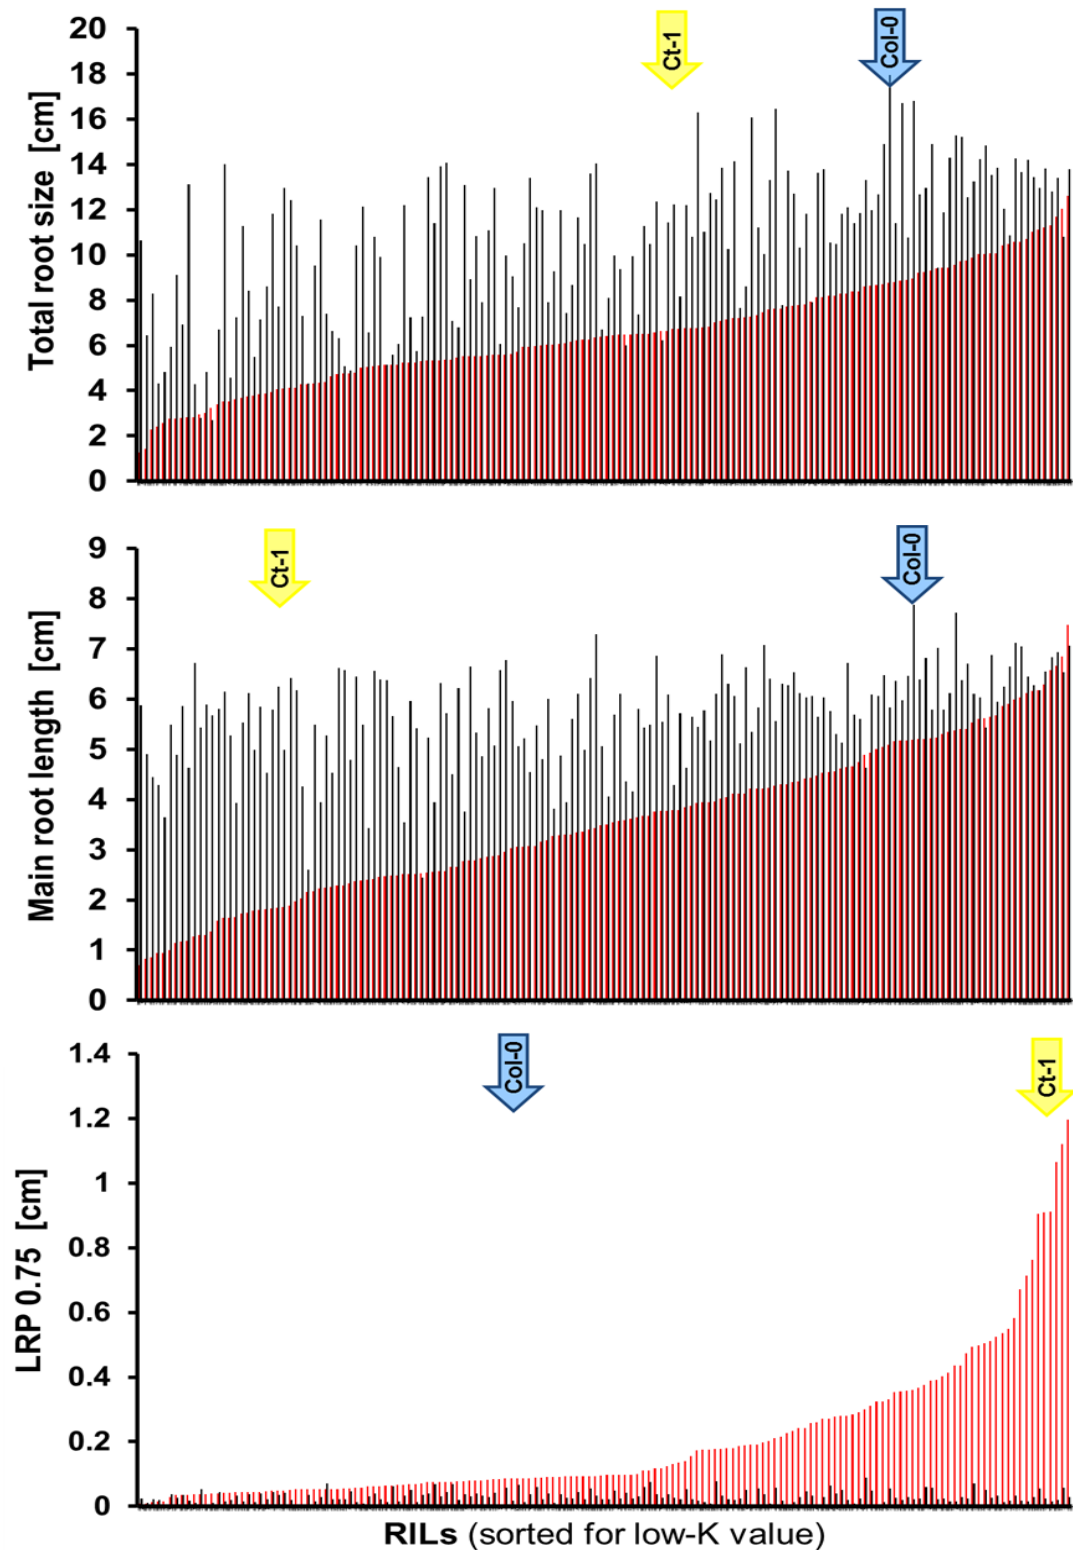 Total root size [cm]
20
18
16
14
12
10
8
6
4
2
0
Ct-1
Col-0
Main root length [cm]
9
8
7
6
5
4
3
2
1
0
Ct-1
Col-0
LRP 0.75 [cm]
1.4
1.2
1
0.8
0.6
0.4
0.2
0
Col-0
Ct-1
RILs (sorted for low-K value)